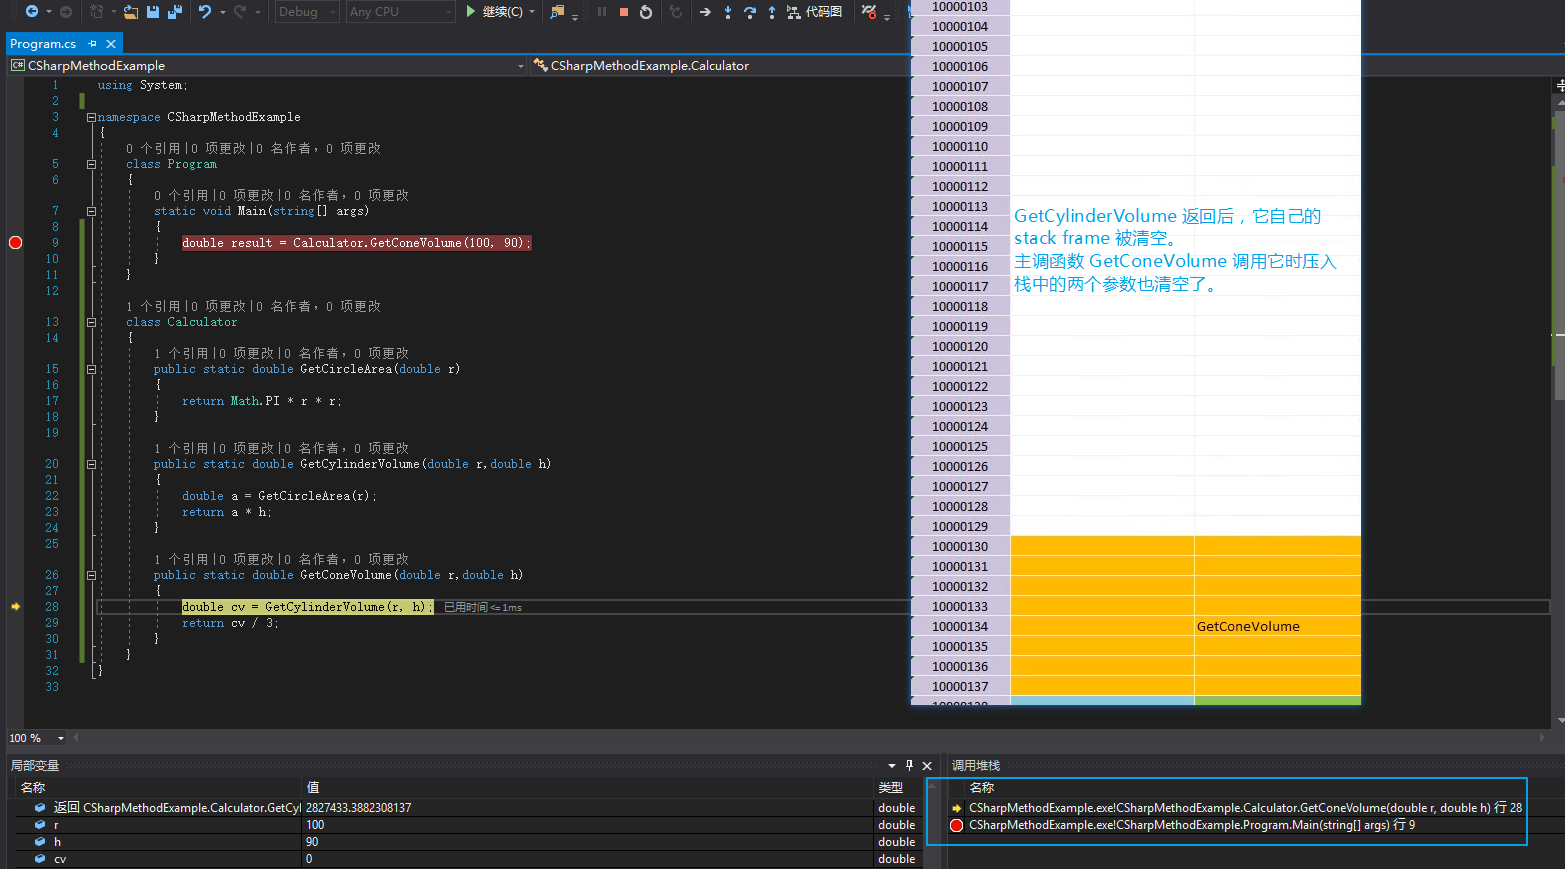 Debug
Any CPU
继续(C)
代码图
Program.cs
CSharpMethodExample
CSharpMethodExample.Calculator
1 using System;
2
3 namespace CSharpMethodExample
4 {
0 个引用|0 项更改|0 名作者，0 项更改
5 class Program
6 {
0 个引用|0 项更改|0 名作者，0 项更改
7 static void Main(string[] args)
8 {
9 double result = Calculator.GetConeVolume(100, 90);
10 }
11 }
12
1 个引用|0 项更改|0 名作者，0 项更改
13 class Calculator
14 {
1 个引用|0 项更改|0 名作者，0 项更改
15 public static double GetCircleArea(double r)
16 {
17 return Math.PI * r * r;
18 }
19
1 个引用|0 项更改|0 名作者，0 项更改
20 public static double GetCylinderVolume(double r,double h)
21 {
22 double a = GetCircleArea(r);
23 return a * h;
24 }
25
1 个引用|0 项更改|0 名作者，0 项更改
26 public static double GetConeVolume(double r,double h)
27 {
28 double cv = GetCylinderVolume(r, h); 已用时间<=1ms
29 return cv / 3;
30 }
31 }
32 }
33
10000103
10000104
10000105
10000106
10000107
10000108
10000109
10000110
10000111
10000112
10000113
10000114
10000115
10000116
10000117
10000118
10000119
10000120
10000121
10000122
10000123
10000124
10000125
10000126
10000127
10000128
10000129
10000130
10000131
10000132
10000133
10000134 GetConeVolume
10000135
10000136
10000137
10000138
GetCylinderVolume 返回后，它自己的
stack frame 被清空。
主调函数 GetConeVolume 调用它时压入
栈中的两个参数也清空了。
100 %
局部变量
名称 值 类型
返回 CSharpMethodExample.Calculator.GetCyl 2827433.3882308137 double
r 100 double
h 90 double
cv 0 double
调用堆栈
名称
CSharpMethodExample.exe!CSharpMethodExample.Calculator.GetConeVolume(double r, double h) 行 28
CSharpMethodExample.exe!CSharpMethodExample.Program.Main(string[] args) 行 9